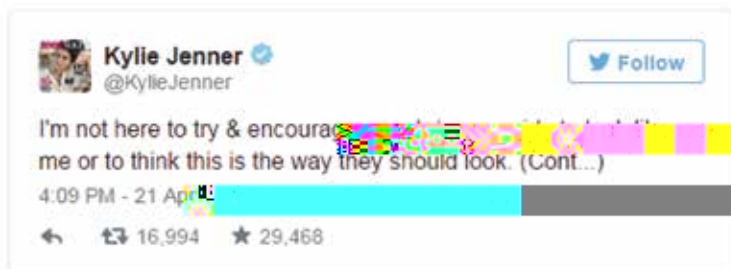 Kylie Jenner
@KylieJenner
Follow
I'm not here to try & encourag
me or to think this is the way they should look. (Cont...)
4:09 PM - 21 Apr
16,994 29,468